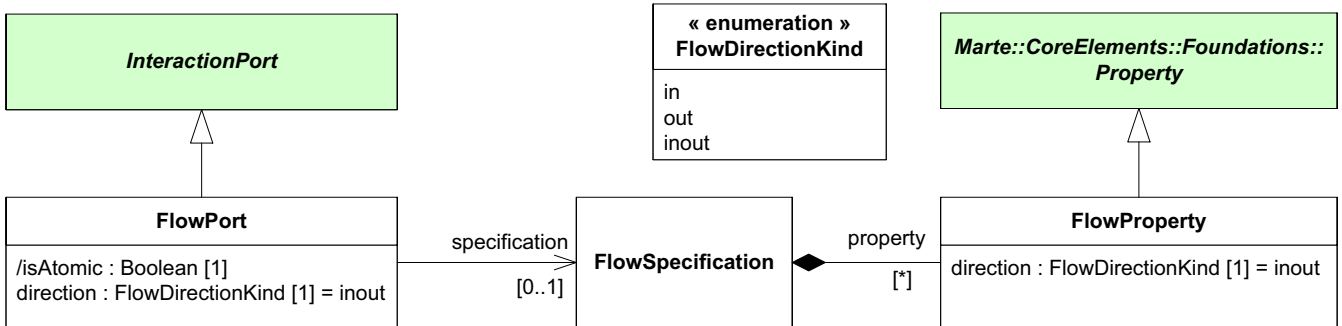 InteractionPort
« enumeration »
FlowDirectionKind
in
out
inout
Marte::CoreElements::Foundations::
Property
FlowPort
/isAtomic : Boolean [1]
direction : FlowDirectionKind [1] = inout
specification
[0..1]
FlowSpecification
property
[*]
FlowProperty
direction : FlowDirectionKind [1] = inout